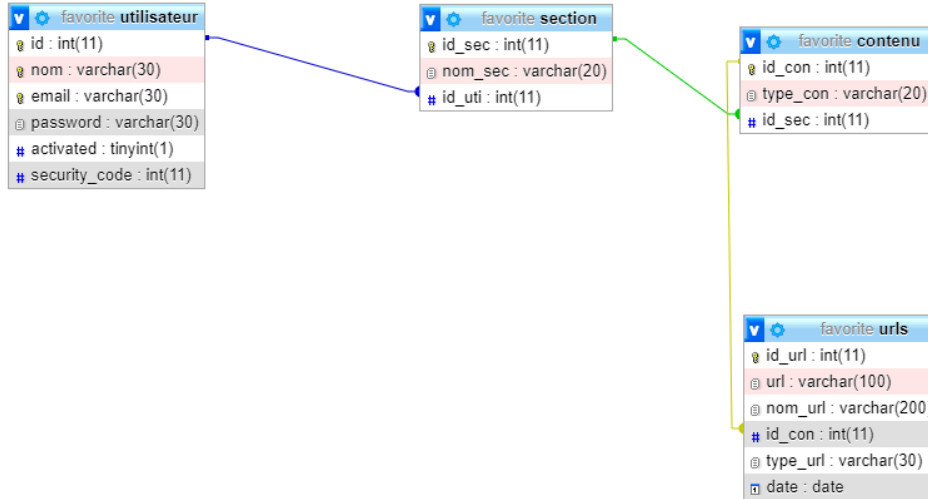 favorite utilisateur
id : int(11)
nom : varchar(30)
email : varchar(30)
password : varchar(30)
activated : tinyint(1)
security_code : int(11)
favorite section
id_sec : int(11)
nom_sec : varchar(20)
id_uti : int(11)
favorite contenu
id_con : int(11)
type_con : varchar(20)
id_sec : int(11)
favorite urls
id_url : int(11)
url : varchar(100)
nom_url : varchar(200
id_con : int(11)
type_url : varchar(30)
date : date